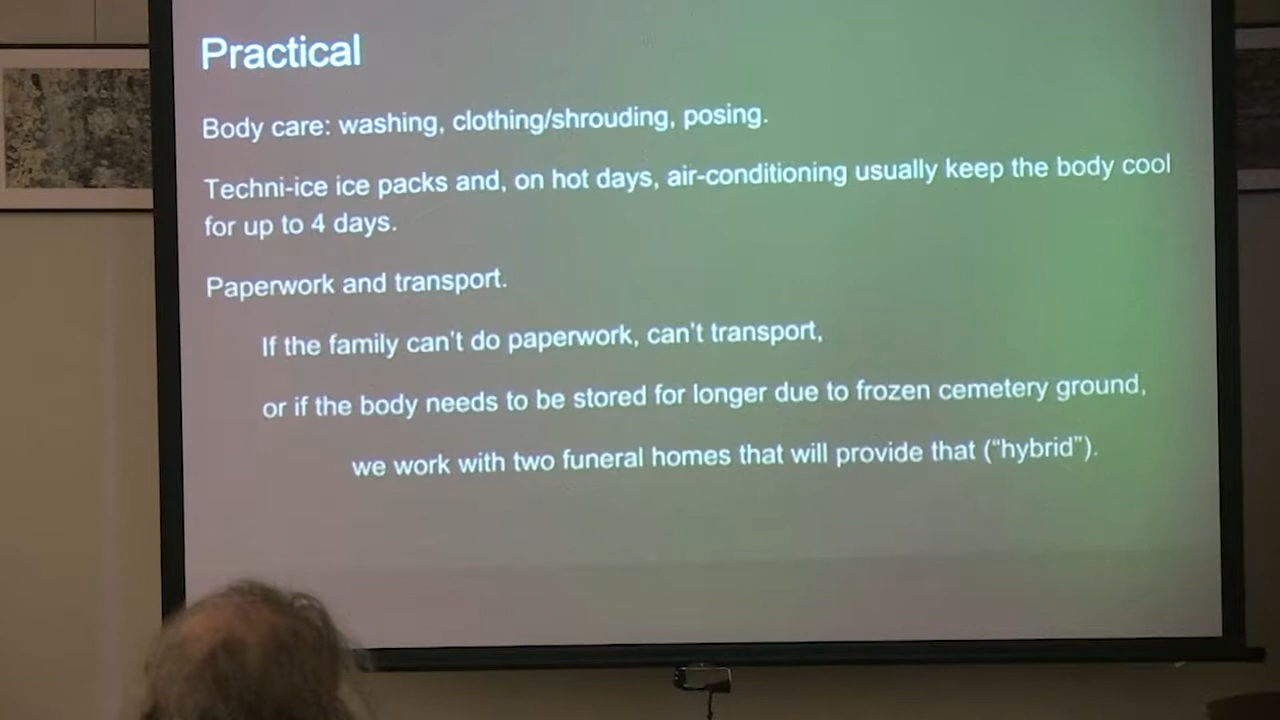 Practical
Body care: washing, clothing/shrouding, posing.
Techni-ice ice packs and, on hot days, air-conditioning usually keep the body cool
for up to 4 days.
Paperwork and transport.
If the family can't do paperwork, can't transport,
or if the body needs to be stored for longer due to frozen cemetery ground,
we work with two funeral homes that will provide that (“hybrid”).